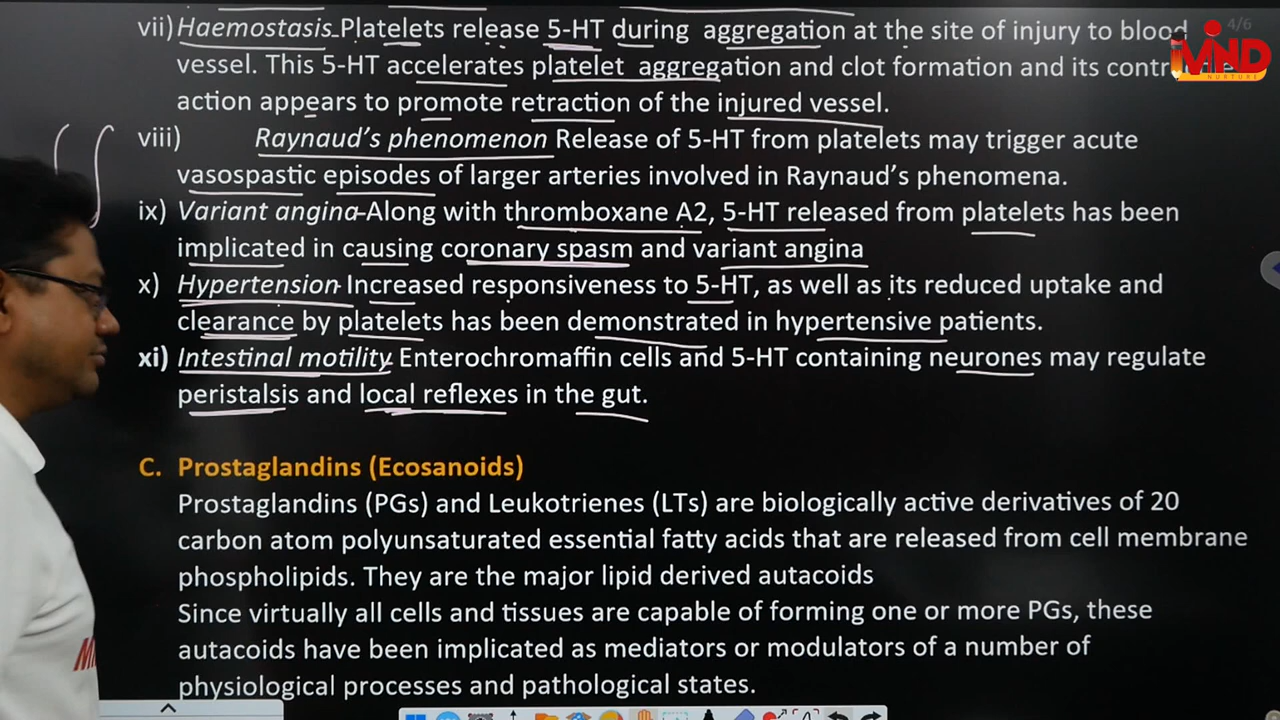 vii) Haemostasis Platelets release 5-HT during aggregation at the site of injury to blood
vessel. This 5-HT accelerates platelet aggregation and clot formation and its
action appears to promote retraction of the injured vessel.
viii) Raynaud's phenomenon Release of 5-HT from platelets may trigger acute
vasospastic episodes of larger arteries involved in Raynaud's phenomena.
ix) Variant angina-Along with thromboxane A2, 5-HT released from platelets has been
implicated in causing coronary spasm and variant angina
x) Hypertension Increased responsiveness to 5-HT, as well as its reduced uptake and
clearance by platelets has been demonstrated in hypertensive patients.
xi) Intestinal motility Enterochromaffin cells and 5-HT containing neurones may regulate
peristalsis and local reflexes in the gut.
C. Prostaglandins (Ecosanoids)
Prostaglandins (PGs) and Leukotrienes (LTs) are biologically active derivatives of 20
carbon atom polyunsaturated essential fatty acids that are released from cell membrane
phospholipids. They are the major lipid derived autacoids
Since virtually all cells and tissues are capable of forming one or more PGs, these
autacoids have been implicated as mediators or modulators of a number of
physiological processes and pathological states.
4/6
MIND
NURTURE